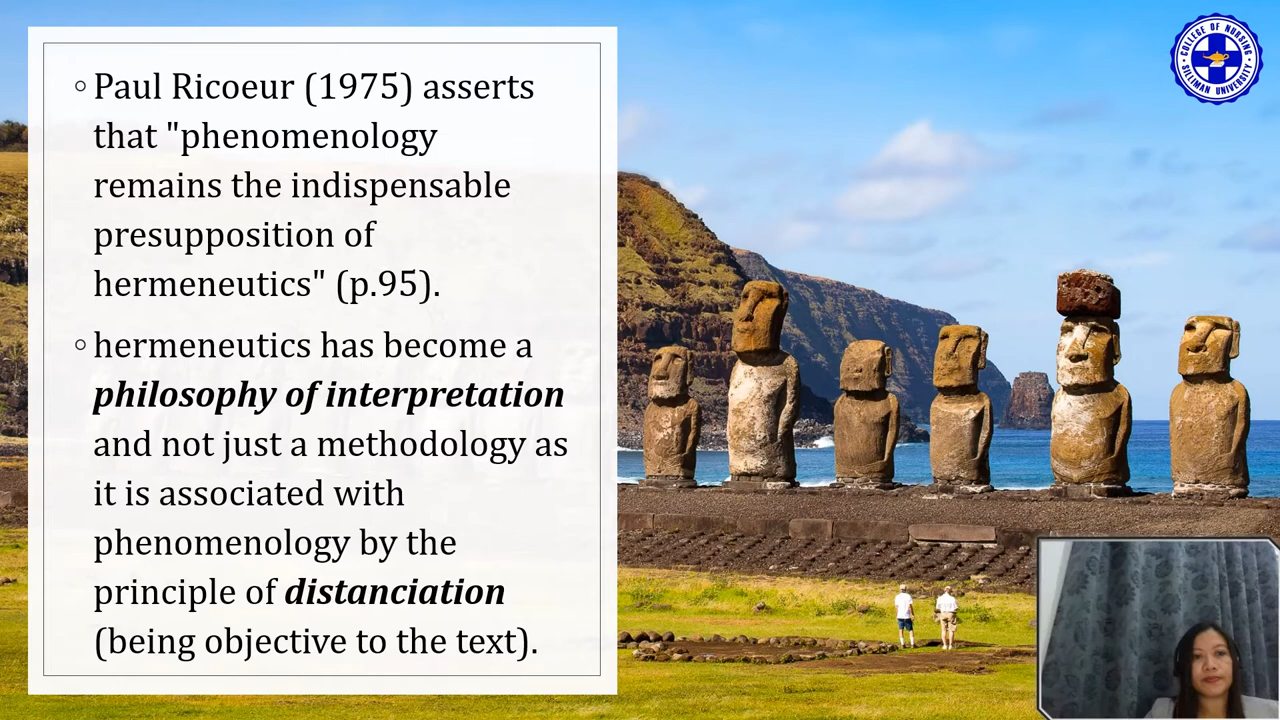 ◦ Paul Ricoeur (1975) asserts
that "phenomenology
remains the indispensable
presupposition of
hermeneutics" (p.95).
◦ hermeneutics has become a
philosophy of interpretation
and not just a methodology as
it is associated with
phenomenology by the
principle of distanciation
(being objective to the text).
COLLEGE OF NURSING
SILLIMAN UNIVERSITY